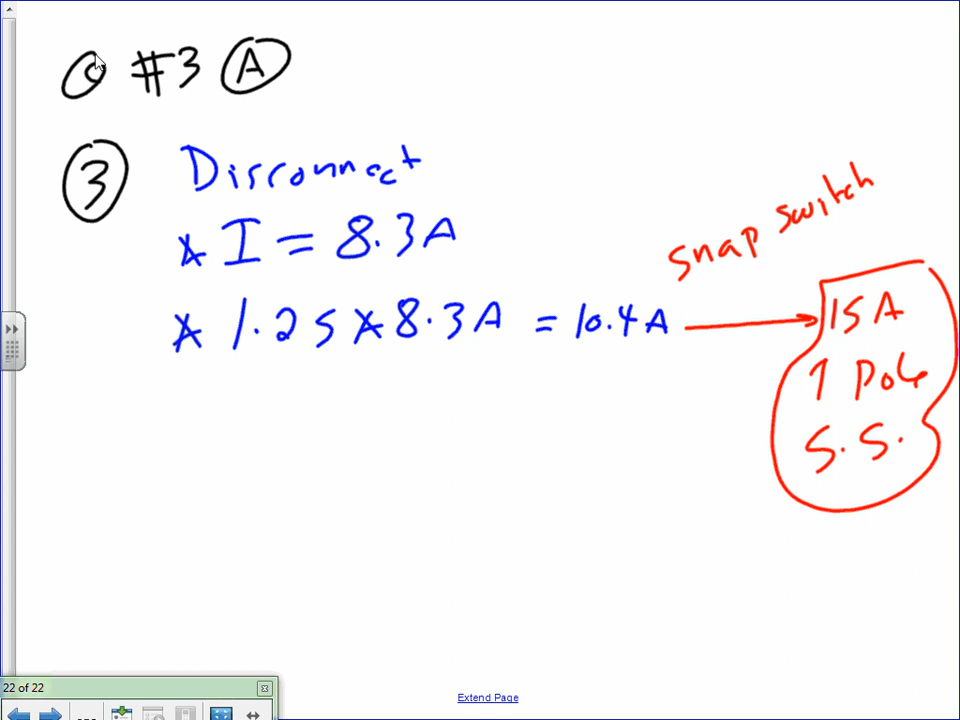 #3 A
3 Disconnect
* I = 8.3A
* 1.25 * 8.3A = 10.4A
snap switch
15A
1 Pole
S.S.
22 of 22
Extend Page